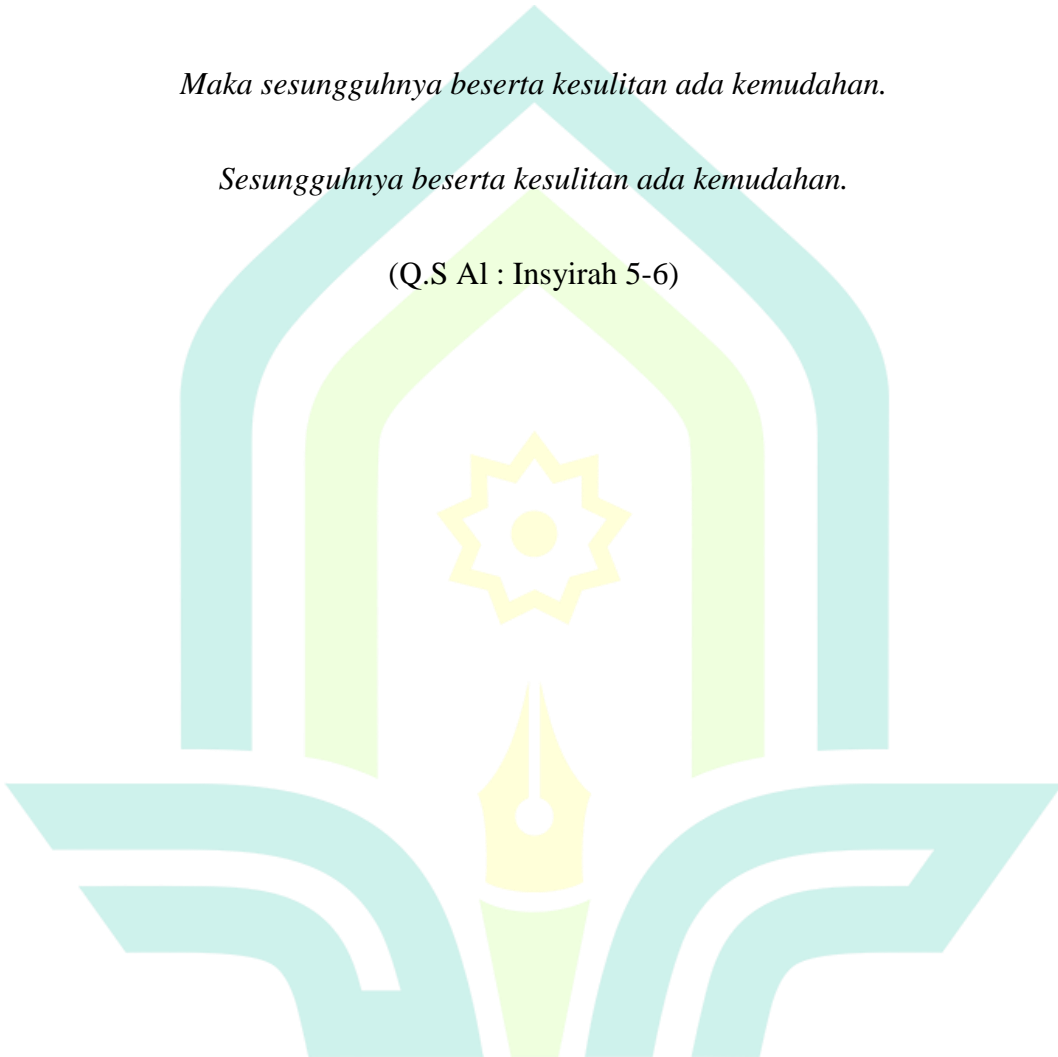 Maka sesungguhnya beserta kesulitan ada kemudahan.
Sesungguhnya beserta kesulitan ada kemudahan.
(Q.S Al : Insyirah 5-6)